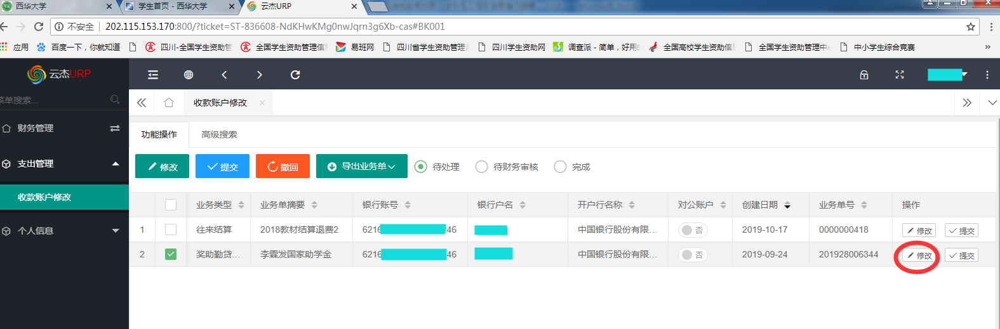 西华大学
学生首页 - 西华大学
云杰URP
不安全 202.115.153.170:800/?ticket=ST-836608-NdKHwKMg0nwJqrn3g6Xb-cas#BK001
应用 百度一下，你就知道 四川-全国学生资助管 全国学生资助管理信 易班网 四川省学生资助管理 四川学生资助网 调查派 - 简单，好用 全国高校学生资助信 全国学生资助管理中 中小学生综合竞赛 »
云杰URP
菜单搜索...
收款账户修改
财务管理
功能操作 高级搜索
支出管理
修改 提交 撤回 导出业务单 待处理 待财务审核 完成
收款账户修改
业务类型 业务单摘要 银行账号 银行户名 开户行名称 对公账户 创建日期 业务单号 操作
个人信息
1 往来结算 2018教材结算退费2 6216 46 中国银行股份有限... 否 2019-10-17 0000000418 修改 提交
2 奖助勤贷... 李霖发国家助学金 6216 46 中国银行股份有限... 否 2019-09-24 201928006344 修改 提交